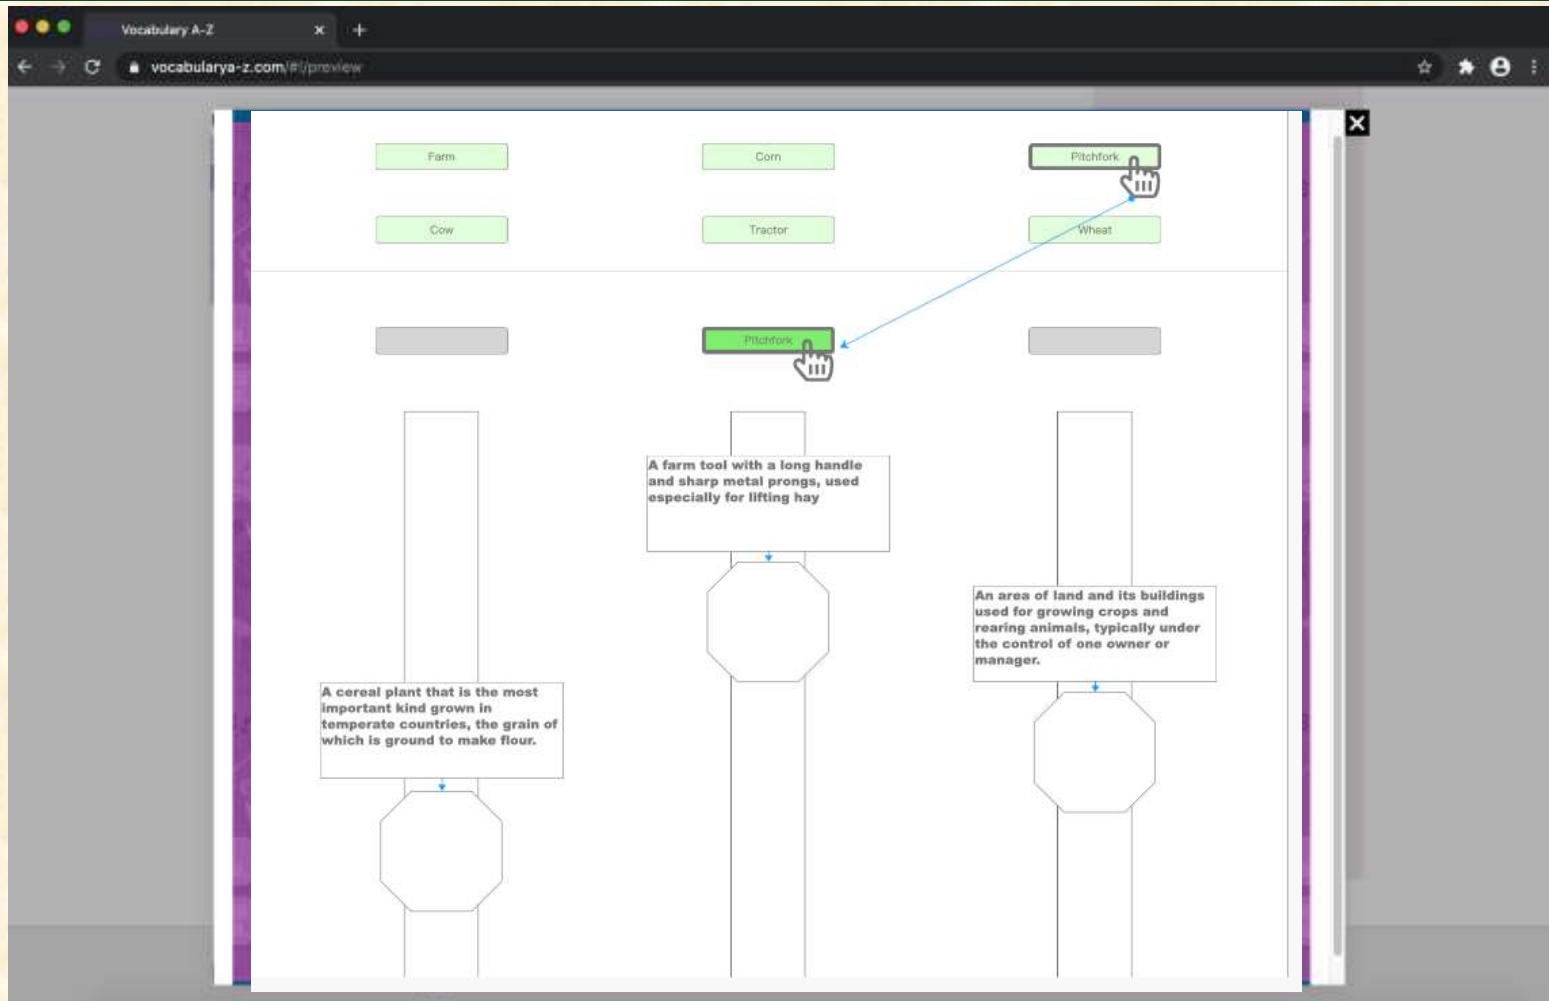 Vocabulary A-Z
vocabularya-z.com/#!/preview
Farm
Corn
Pitchfork
Cow
Tractor
Wheat
Pitchfork
A farm tool with a long handle
and sharp metal prongs, used
especially for lifting hay
An area of land and its buildings
used for growing crops and
rearing animals, typically under
the control of one owner or
manager.
A cereal plant that is the most
important kind grown in
temperate countries, the grain of
which is ground to make flour.